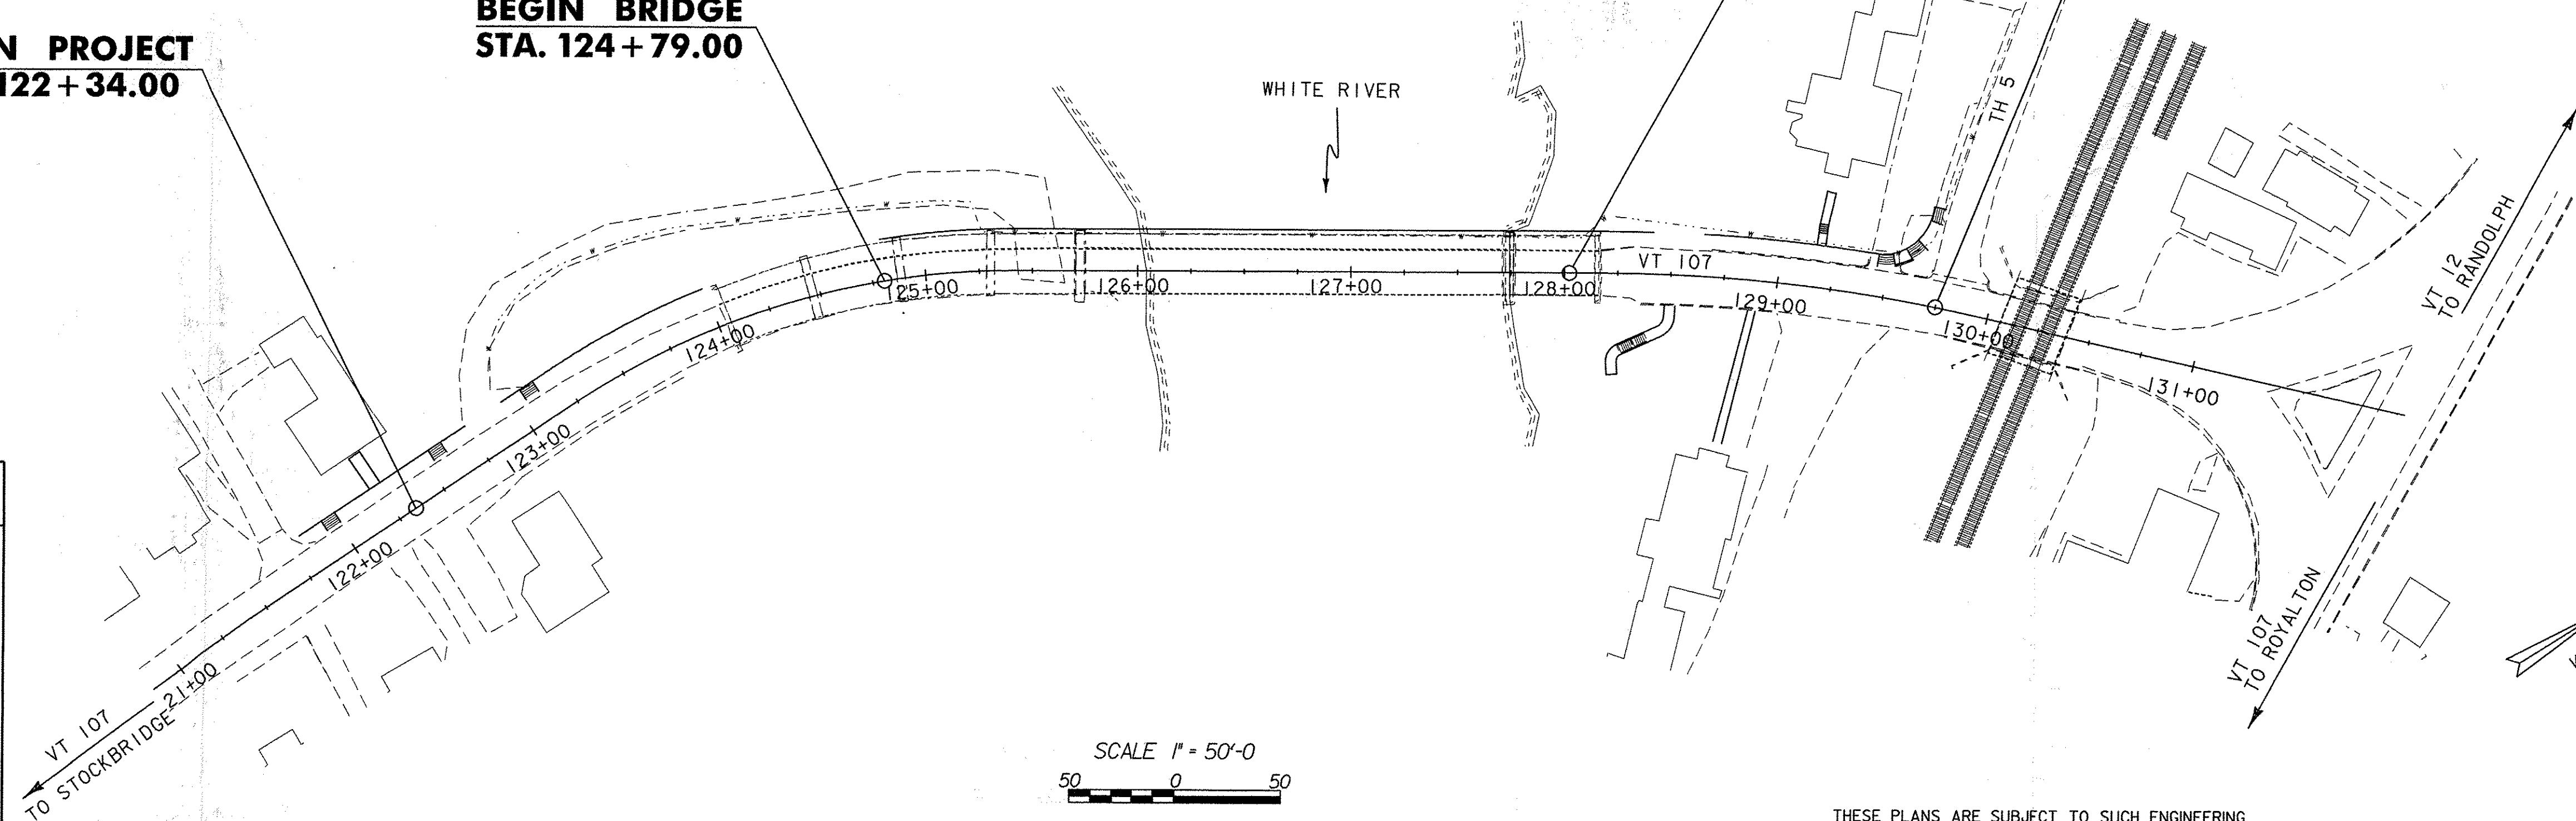 BEGIN BRIDGE
STA. 124+79.00
N PROJECT
122+34.00
WHITE RIVER
TH 5
VT 12
TO RANDOLPH
VT 107
121+00
122+00
123+00
124+00
125+00
126+00
127+00
128+00
129+00
130+00
131+00
VT 107
TO STOCKBRIDGE
VT 107
TO ROYALTON
SCALE 1" = 50'-0
50 0 50
THESE PLANS ARE SUBJECT TO SUCH ENGINEERING